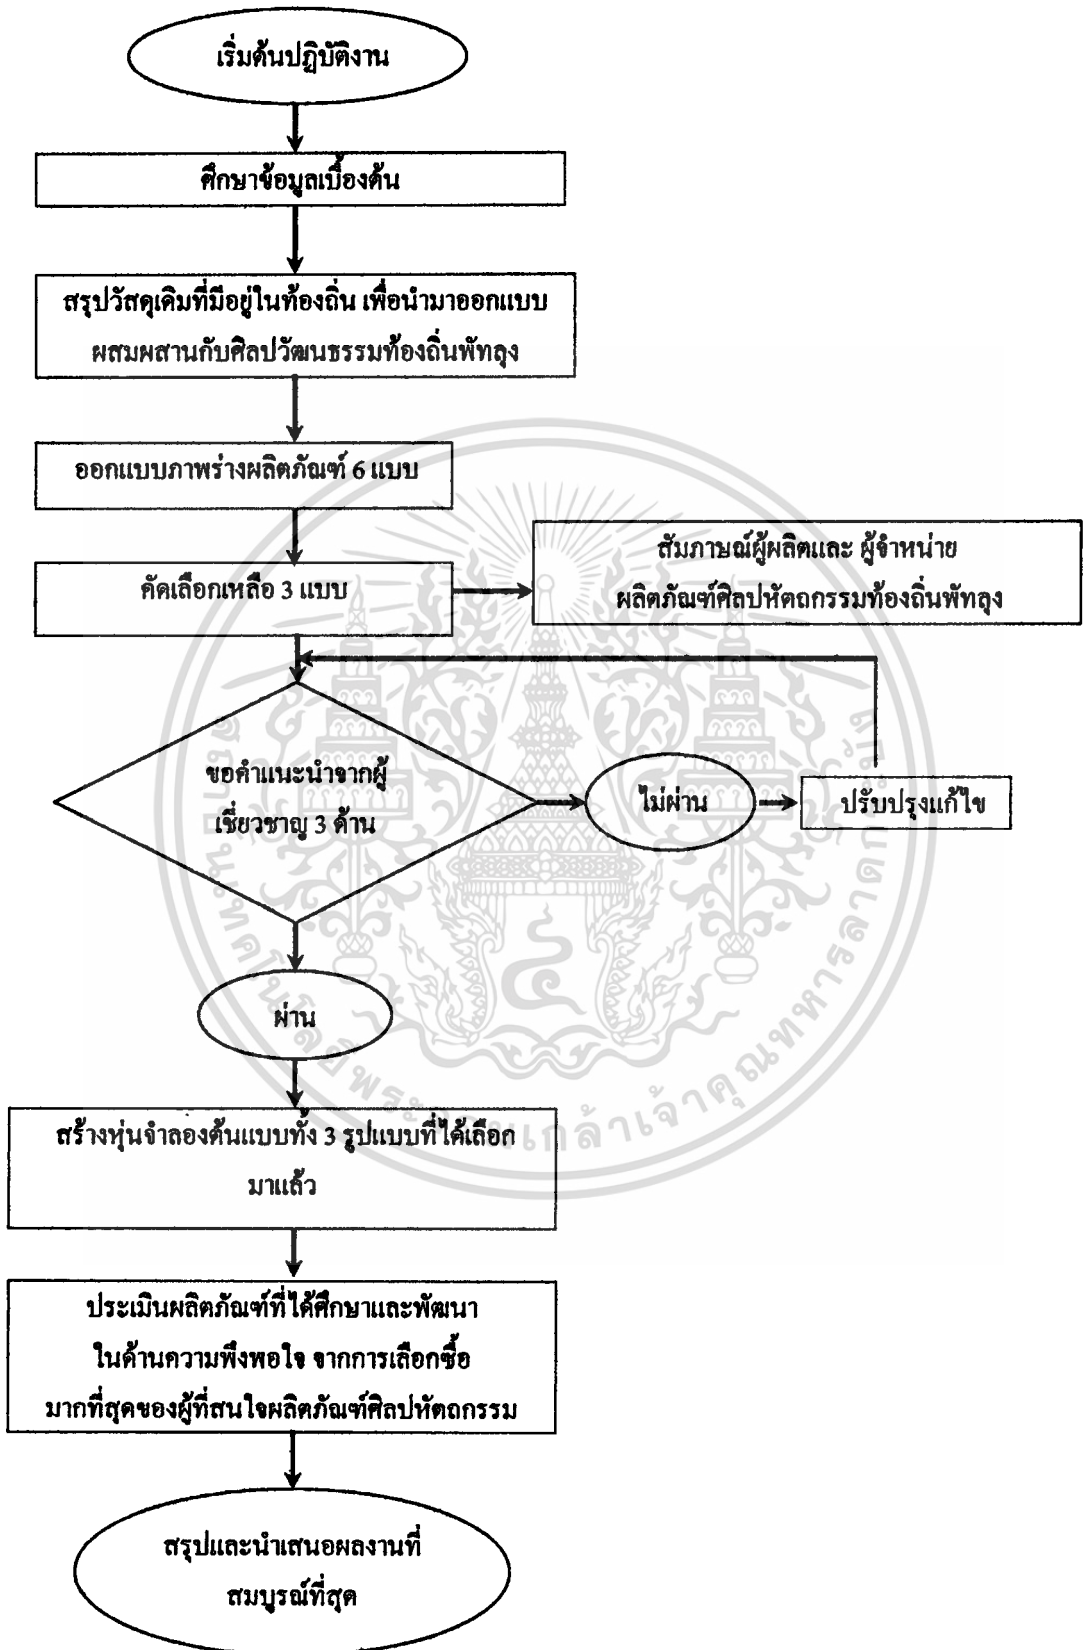 เริ่มต้นปฏิบัติงาน
ศึกษาข้อมูลเบื้องต้น
สรุปวัสดุเดิมที่มีอยู่ในท้องถิ่น เพื่อนำมาออกแบบ
ผสมผสานกับศิลปวัฒนธรรมท้องถิ่นพัทลุง
ออกแบบภาพร่างผลิตภัณฑ์ 6 แบบ
คัดเลือกเหลือ 3 แบบ
สัมภาษณ์ผู้ผลิตและ ผู้จำหน่าย
ผลิตภัณฑ์ศิลปหัตถกรรมท้องถิ่นพัทลุง
ขอคำแนะนำจากผู้
เชี่ยวชาญ 3 ด้าน
ไม่ผ่าน
ปรับปรุงแก้ไข
ผ่าน
สร้างหุ่นจำลองต้นแบบทั้ง 3 รูปแบบที่ได้เลือก
มาแล้ว
ประเมินผลิตภัณฑ์ที่ได้ศึกษาและพัฒนา
ในด้านความพึงพอใจ จากการเลือกซื้อ
มากที่สุดของผู้ที่สนใจผลิตภัณฑ์ศิลปหัตถกรรม
สรุปและนำเสนอผลงานที่
สมบูรณ์ที่สุด